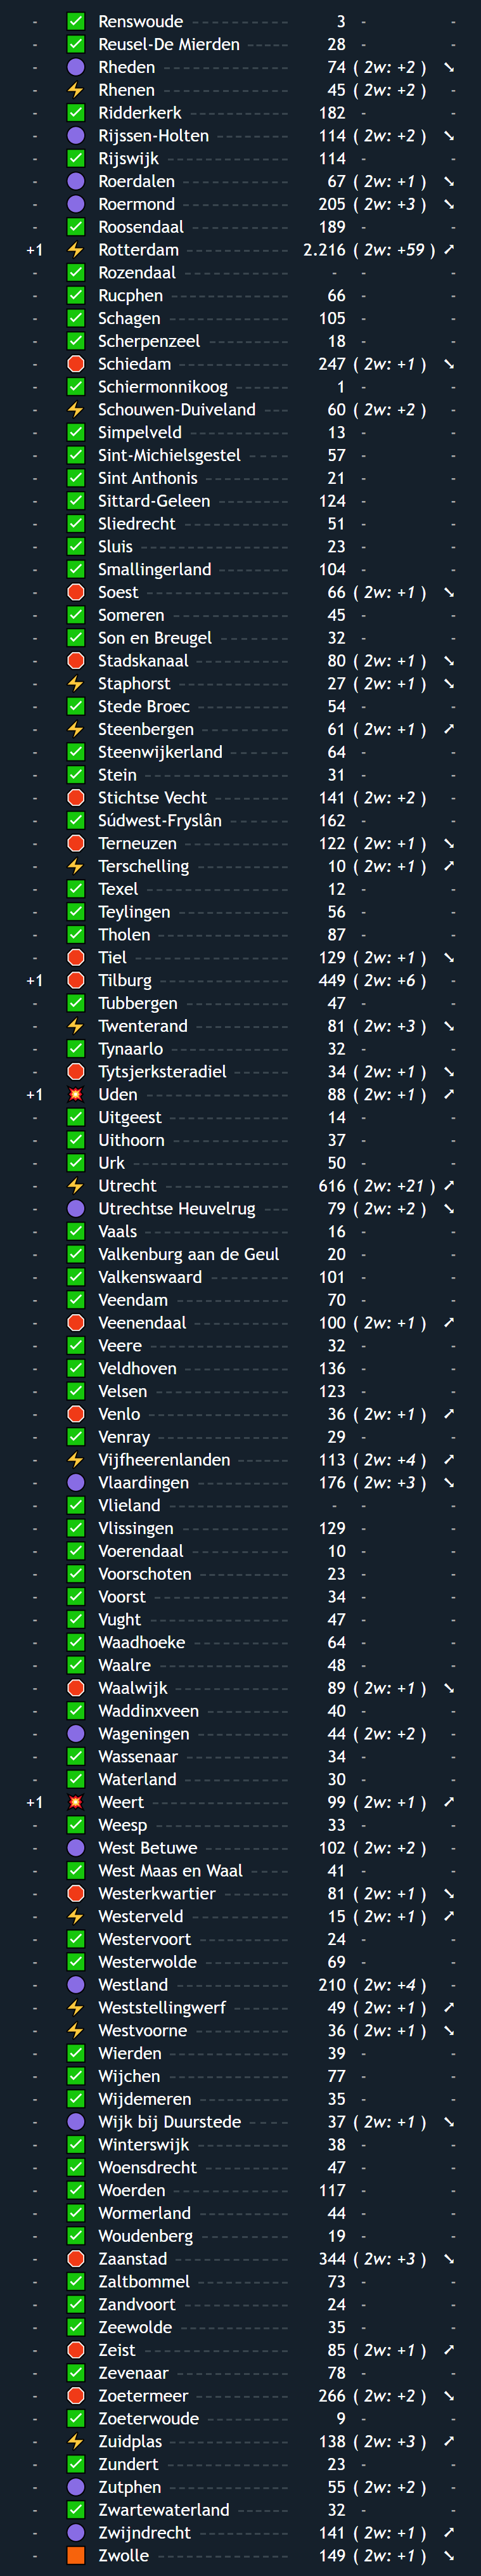 - ✅ Renswoude 3 - -
- ✅ Reusel-De Mierden 28 - -
- 🟣 Rheden 74 ( 2w: +2 ) ↘
- ⚡ Rhenen 45 ( 2w: +2 ) -
- ✅ Ridderkerk 182 - -
- 🟣 Rijssen-Holten 114 ( 2w: +2 ) ↘
- ✅ Rijswijk 114 - -
- 🟣 Roerdalen 67 ( 2w: +1 ) ↘
- 🟣 Roermond 205 ( 2w: +3 ) ↘
- ✅ Roosendaal 189 - -
+1 ⚡ Rotterdam 2.216 ( 2w: +59 ) ↗
- ✅ Rozendaal - - -
- ✅ Rucphen 66 - -
- ✅ Schagen 105 - -
- ✅ Scherpenzeel 18 - -
- 🛑 Schiedam 247 ( 2w: +1 ) ↘
- ✅ Schiermonnikoog 1 - -
- ⚡ Schouwen-Duiveland 60 ( 2w: +2 ) -
- ✅ Simpelveld 13 - -
- ✅ Sint-Michielsgestel 57 - -
- ✅ Sint Anthonis 21 - -
- ✅ Sittard-Geleen 124 - -
- ✅ Sliedrecht 51 - -
- ✅ Sluis 23 - -
- ✅ Smallingerland 104 - -
- 🛑 Soest 66 ( 2w: +1 ) ↘
- ✅ Someren 45 - -
- ✅ Son en Breugel 32 - -
- 🛑 Stadskanaal 80 ( 2w: +1 ) ↘
- ⚡ Staphorst 27 ( 2w: +1 ) ↘
- ✅ Stede Broec 54 - -
- ⚡ Steenbergen 61 ( 2w: +1 ) ↗
- ✅ Steenwijkerland 64 - -
- ✅ Stein 31 - -
- 🛑 Stichtse Vecht 141 ( 2w: +2 ) -
- ✅ Súdwest-Fryslân 162 - -
- 🛑 Terneuzen 122 ( 2w: +1 ) ↘
- ⚡ Terschelling 10 ( 2w: +1 ) ↗
- ✅ Texel 12 - -
- ✅ Teylingen 56 - -
- ✅ Tholen 87 - -
- 🛑 Tiel 129 ( 2w: +1 ) ↘
+1 🛑 Tilburg 449 ( 2w: +6 ) -
- ✅ Tubbergen 47 - -
- ⚡ Twenterand 81 ( 2w: +3 ) ↘
- ✅ Tynaarlo 32 - -
- 🛑 Tytsjerksteradiel 34 ( 2w: +1 ) ↘
+1 💥 Uden 88 ( 2w: +1 ) ↗
- ✅ Uitgeest 14 - -
- ✅ Uithoorn 37 - -
- ✅ Urk 50 - -
- ⚡ Utrecht 616 ( 2w: +21 ) ↗
- 🟣 Utrechtse Heuvelrug 79 ( 2w: +2 ) ↘
- ✅ Vaals 16 - -
- ✅ Valkenburg aan de Geul 20 - -
- ✅ Valkenswaard 101 - -
- ✅ Veendam 70 - -
- 🛑 Veenendaal 100 ( 2w: +1 ) ↗
- ✅ Veere 32 - -
- ✅ Veldhoven 136 - -
- ✅ Velsen 123 - -
- 🛑 Venlo 36 ( 2w: +1 ) ↗
- ✅ Venray 29 - -
- ⚡ Vijfheerenlanden 113 ( 2w: +4 ) ↗
- 🟣 Vlaardingen 176 ( 2w: +3 ) ↘
- ✅ Vlieland - - -
- ✅ Vlissingen 129 - -
- ✅ Voerendaal 10 - -
- ✅ Voorschoten 23 - -
- ✅ Voorst 34 - -
- ✅ Vught 47 - -
- ✅ Waadhoeke 64 - -
- ✅ Waalre 48 - -
- 🛑 Waalwijk 89 ( 2w: +1 ) ↘
- ✅ Waddinxveen 40 - -
- 🟣 Wageningen 44 ( 2w: +2 ) -
- ✅ Wassenaar 34 - -
- ✅ Waterland 30 - -
+1 💥 Weert 99 ( 2w: +1 ) ↗
- ✅ Weesp 33 - -
- 🟣 West Betuwe 102 ( 2w: +2 ) -
- ✅ West Maas en Waal 41 - -
- 🛑 Westerkwartier 81 ( 2w: +1 ) ↘
- ⚡ Westerveld 15 ( 2w: +1 ) ↗
- ✅ Westervoort 24 - -
- ✅ Westerwolde 69 - -
- 🟣 Westland 210 ( 2w: +4 ) -
- ⚡ Weststellingwerf 49 ( 2w: +1 ) ↗
- ⚡ Westvoorne 36 ( 2w: +1 ) ↘
- ✅ Wierden 39 - -
- ✅ Wijchen 77 - -
- ✅ Wijdemeren 35 - -
- 🟣 Wijk bij Duurstede 37 ( 2w: +1 ) ↘
- ✅ Winterswijk 38 - -
- ✅ Woensdrecht 47 - -
- ✅ Woerden 117 - -
- ✅ Wormerland 44 - -
- ✅ Woudenberg 19 - -
- 🛑 Zaanstad 344 ( 2w: +3 ) ↘
- ✅ Zaltbommel 73 - -
- ✅ Zandvoort 24 - -
- ✅ Zeewolde 35 - -
- 🛑 Zeist 85 ( 2w: +1 ) ↗
- ✅ Zevenaar 78 - -
- 🛑 Zoetermeer 266 ( 2w: +2 ) ↘
- ✅ Zoeterwoude 9 - -
- ⚡ Zuidplas 138 ( 2w: +3 ) ↗
- ✅ Zundert 23 - -
- 🟣 Zutphen 55 ( 2w: +2 ) -
- ✅ Zwartewaterland 32 - -
- 🟣 Zwijndrecht 141 ( 2w: +1 ) ↗
- 🟧 Zwolle 149 ( 2w: +1 ) ↘